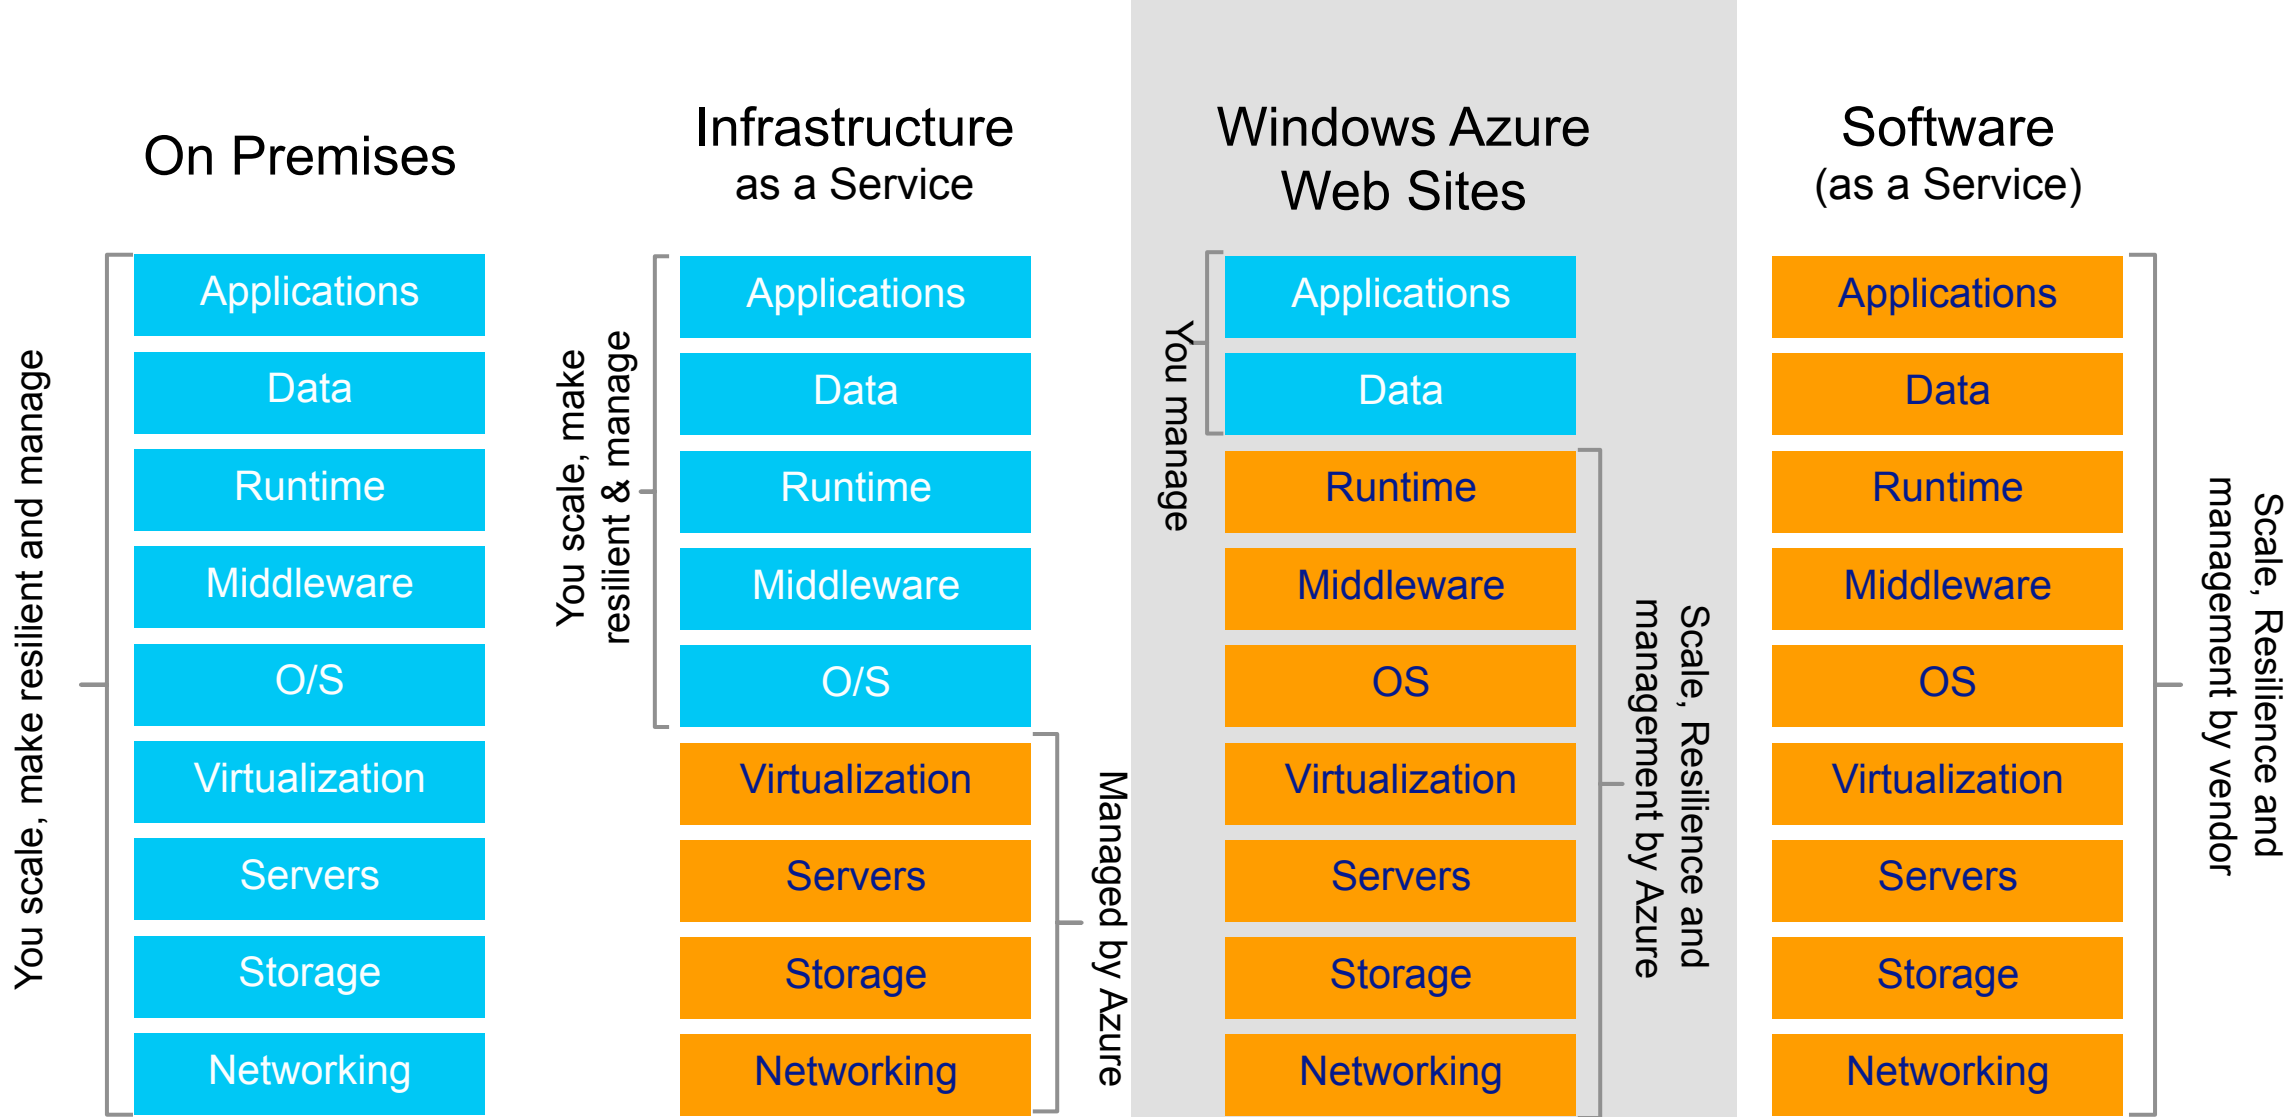 On Premises
You scale, make resilient and manage
Applications
Data
Runtime
Middleware
O/S
Virtualization
Servers
Storage
Networking
Infrastructure
as a Service
You scale, make
resilient & manage
Applications
Data
Runtime
Middleware
O/S
Virtualization
Servers
Storage
Networking
Managed by Azure
Windows Azure
Web Sites
You manage
Applications
Data
Runtime
Middleware
OS
Virtualization
Servers
Storage
Networking
Scale, Resilience and
management by Azure
Software
(as a Service)
Applications
Data
Runtime
Middleware
OS
Virtualization
Servers
Storage
Networking
Scale, Resilience and
management by vendor